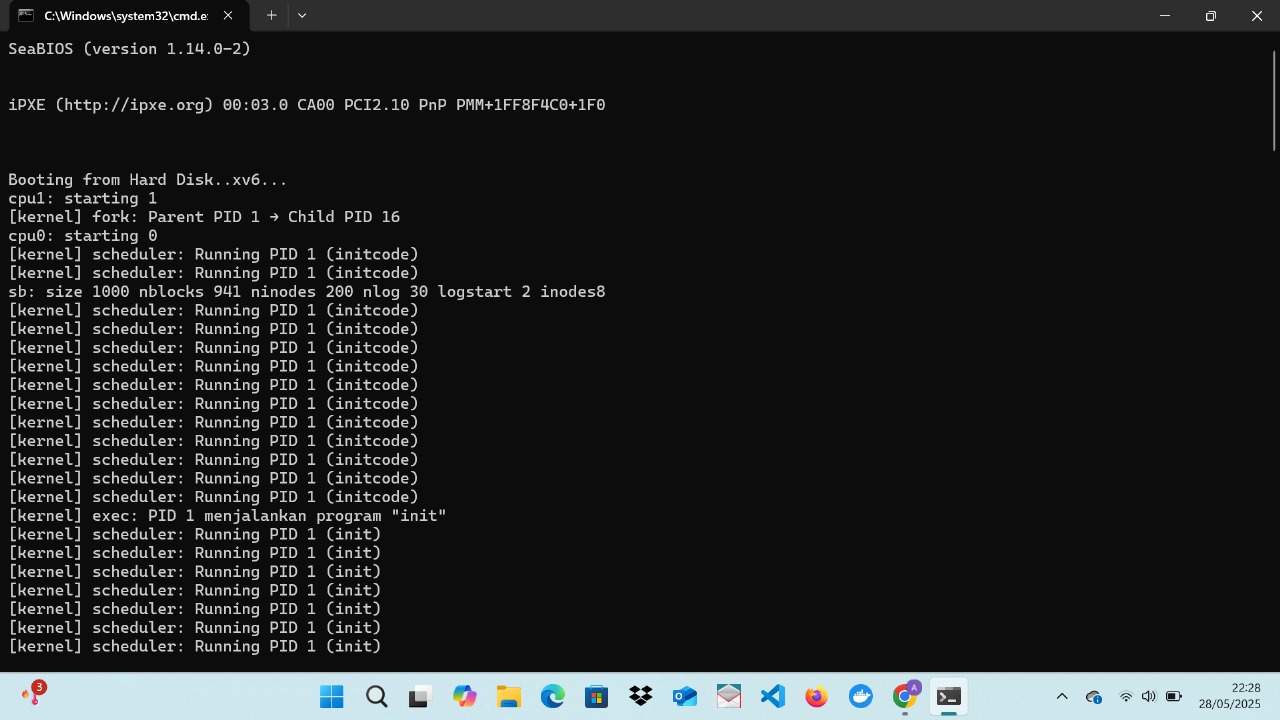 C:\Windows\system32\cmd.e
SeaBIOS (version 1.14.0-2)
iPXE (http://ipxe.org) 00:03.0 CA00 PCI2.10 PnP PMM+1FF8F4C0+1F0
Booting from Hard Disk..xv6...
cpu1: starting 1
[kernel] fork: Parent PID 1 → Child PID 16
cpu0: starting 0
[kernel] scheduler: Running PID 1 (initcode)
[kernel] scheduler: Running PID 1 (initcode)
sb: size 1000 nblocks 941 ninodes 200 nlog 30 logstart 2 inodes8
[kernel] scheduler: Running PID 1 (initcode)
[kernel] scheduler: Running PID 1 (initcode)
[kernel] scheduler: Running PID 1 (initcode)
[kernel] scheduler: Running PID 1 (initcode)
[kernel] scheduler: Running PID 1 (initcode)
[kernel] scheduler: Running PID 1 (initcode)
[kernel] scheduler: Running PID 1 (initcode)
[kernel] scheduler: Running PID 1 (initcode)
[kernel] scheduler: Running PID 1 (initcode)
[kernel] scheduler: Running PID 1 (initcode)
[kernel] scheduler: Running PID 1 (initcode)
[kernel] exec: PID 1 menjalankan program "init"
[kernel] scheduler: Running PID 1 (init)
[kernel] scheduler: Running PID 1 (init)
[kernel] scheduler: Running PID 1 (init)
[kernel] scheduler: Running PID 1 (init)
[kernel] scheduler: Running PID 1 (init)
[kernel] scheduler: Running PID 1 (init)
[kernel] scheduler: Running PID 1 (init)
3
A
22:28
28/05/2025